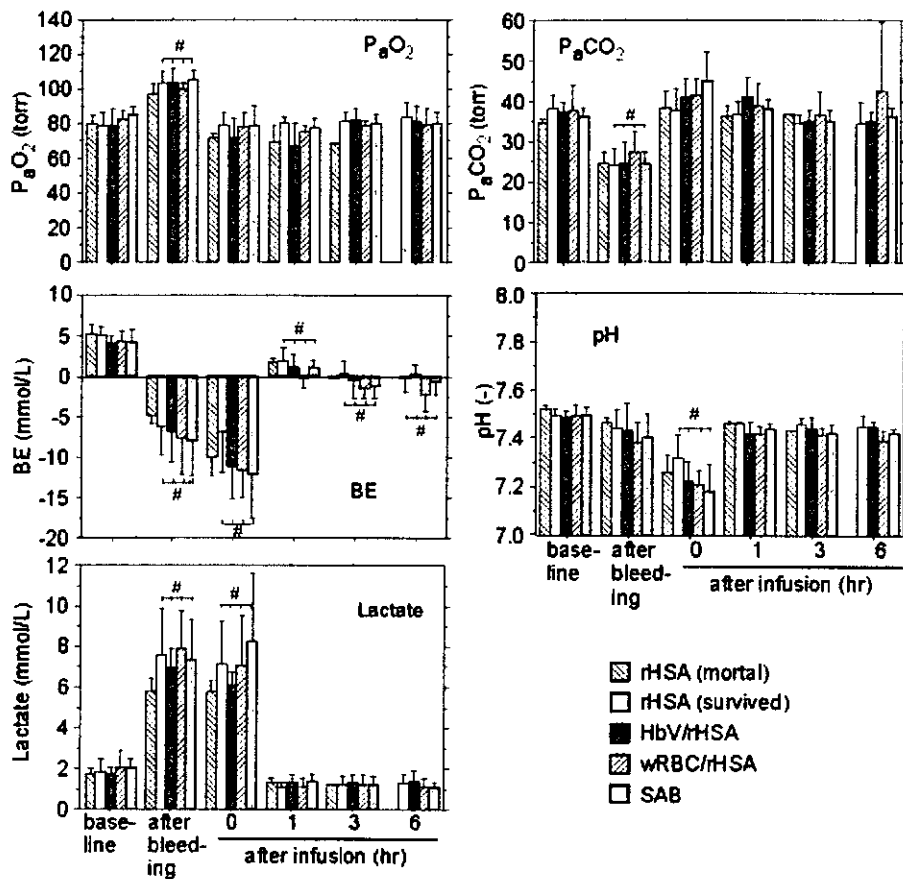 140
120
100
80
60
40
20
0
PaO2 (torr)
PaO2
#
60
50
40
30
20
10
0
PaCO2 (torr)
PaCO2
#
10
5
0
-5
-10
-15
-20
BE (mmol/L)
#
#
#
#
#
BE
8.0
7.8
7.6
7.4
7.2
7.0
pH (-)
pH
#
base-
line
after
bleed-
ing
0 1 3 6
after infusion (hr)
12
10
8
6
4
2
0
Lactate (mmol/L)
# #
Lactate
base-
line
after
bleed-
ing
0 1 3 6
after infusion (hr)
rHSA (mortal)
rHSA (survived)
HbV/rHSA
wRBC/rHSA
SAB